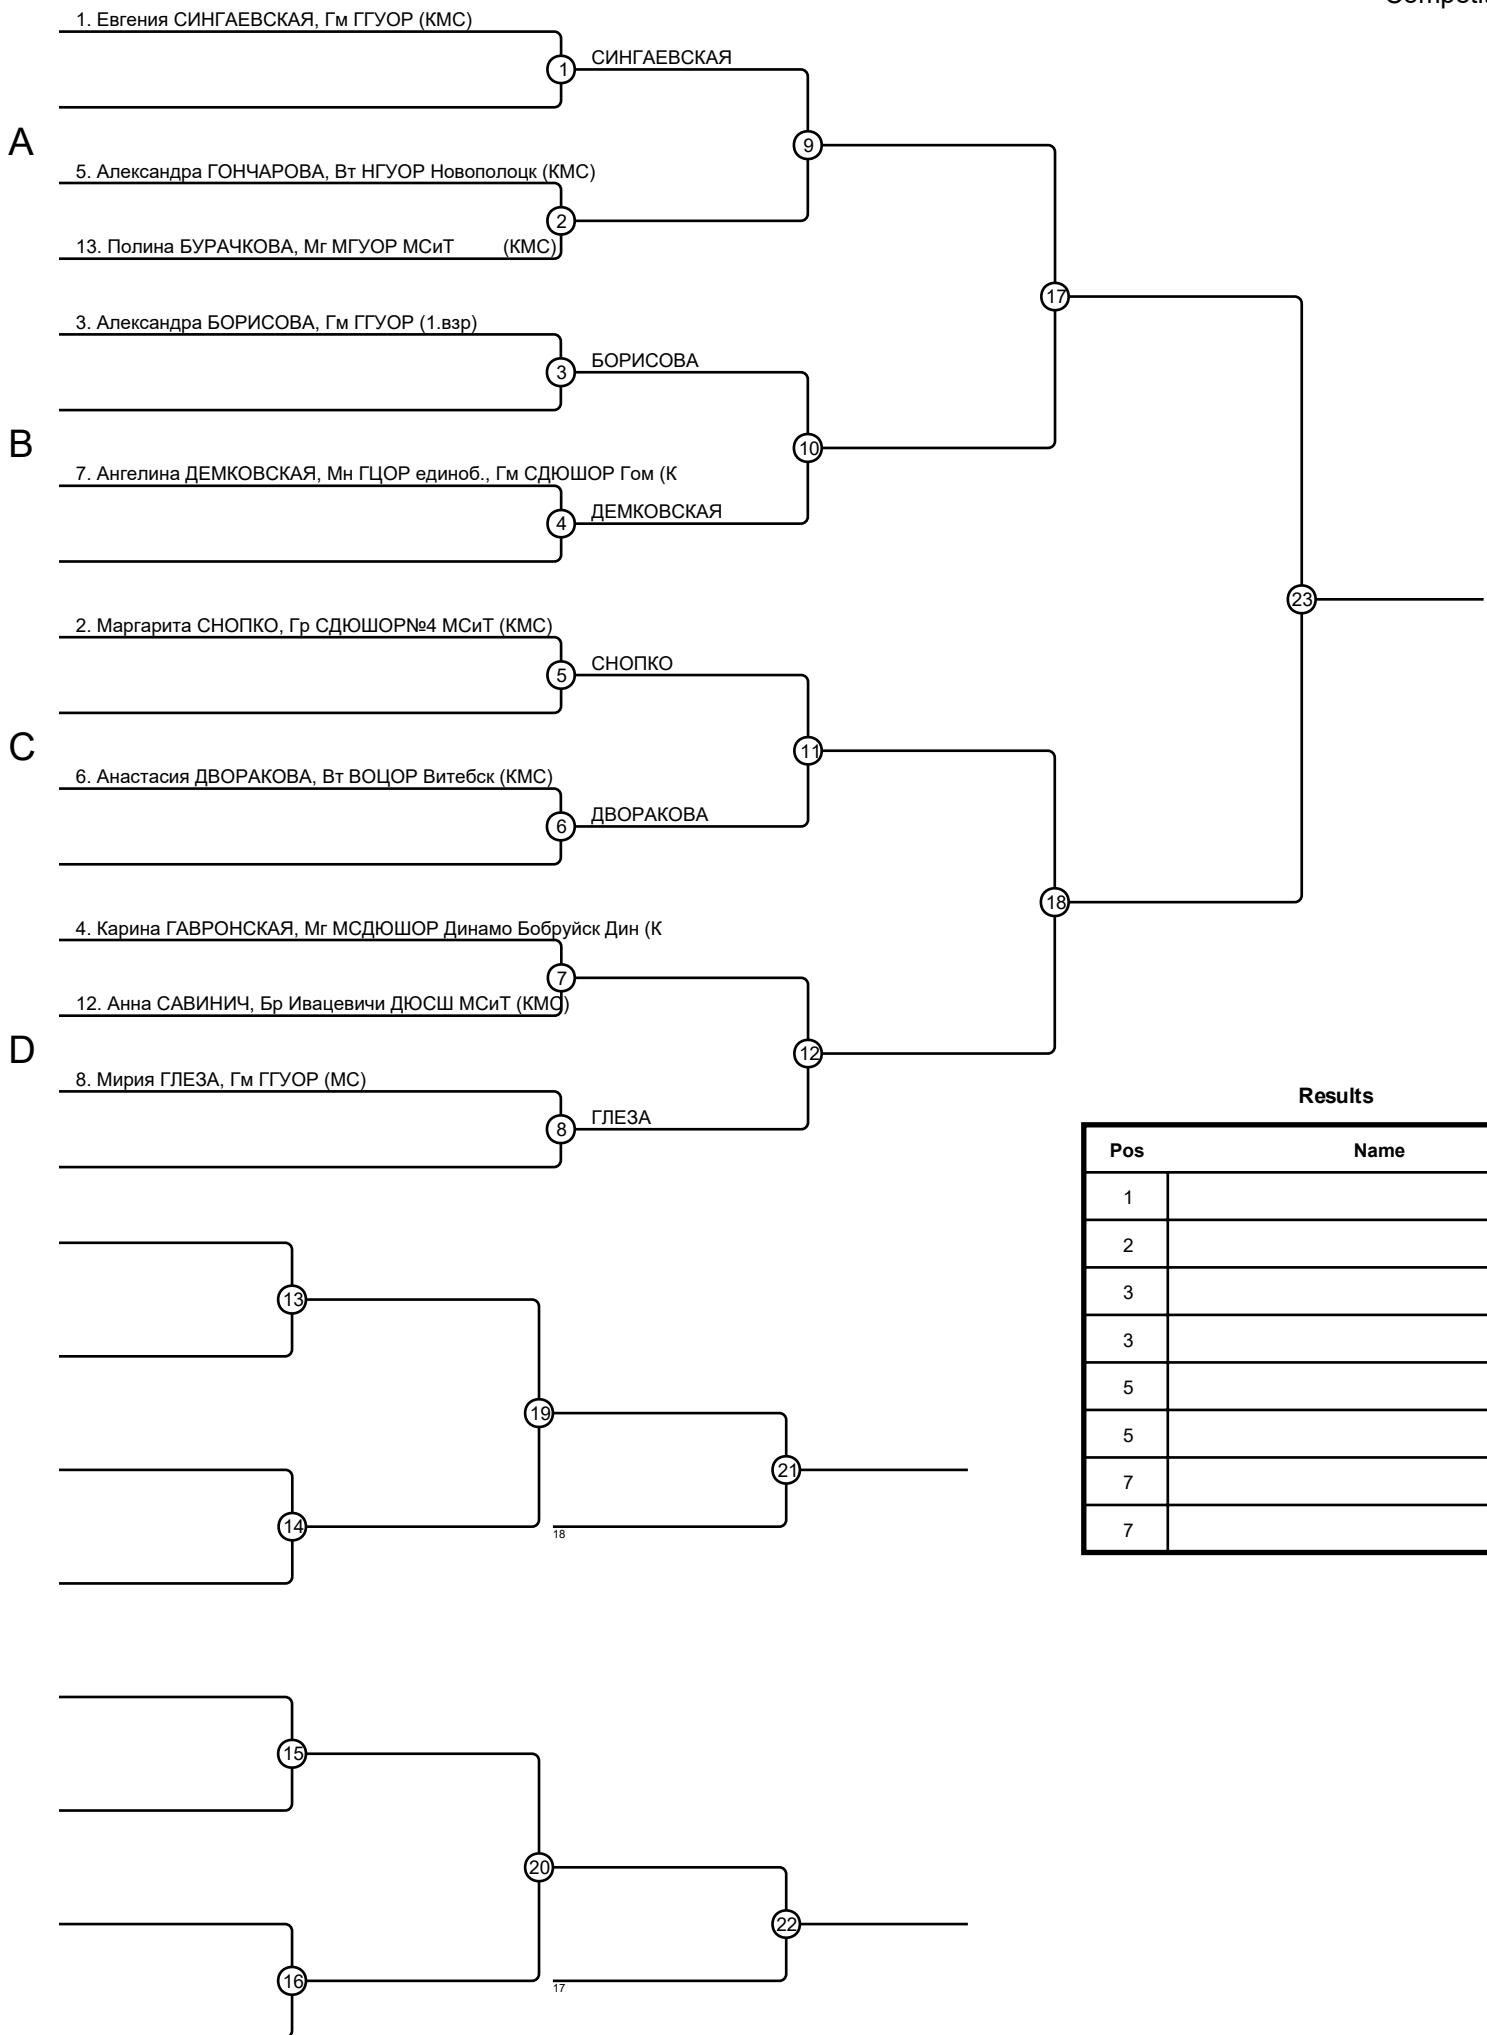 1. Евгения СИНГАЕВСКАЯ, Гм ГГУОР (КМС)
1 СИНГАЕВСКАЯ
A
9
5. Александра ГОНЧАРОВА, Вт НГУОР Новополоцк (КМС)
2
13. Полина БУРАЧКОВА, Мг МГУОР МСиТ (КМС)
17
3. Александра БОРИСОВА, Гм ГГУОР (1.взр)
3 БОРИСОВА
B
10
7. Ангелина ДЕМКОВСКАЯ, Мн ГЦОР единоб., Гм СДЮШОР Гом (К
4 ДЕМКОВСКАЯ
23
2. Маргарита СНОПКО, Гр СДЮШОР№4 МСиТ (КМС)
5 СНОПКО
C
11
6. Анастасия ДВОРАКОВА, Вт ВОЦОР Витебск (КМС)
6 ДВОРАКОВА
18
4. Карина ГАВРОНСКАЯ, Мг МСДЮШОР Динамо Бобруйск Дин (К
7
12. Анна САВИНИЧ, Бр Ивацевичи ДЮСШ МСиТ (КМС)
D
12
8. Мирия ГЛЕЗА, Гм ГГУОР (МС)
8 ГЛЕЗА
Results
Pos Name
1
2
3
3
5
5
7
7
13
19
21
14
18
15
20
22
16
17